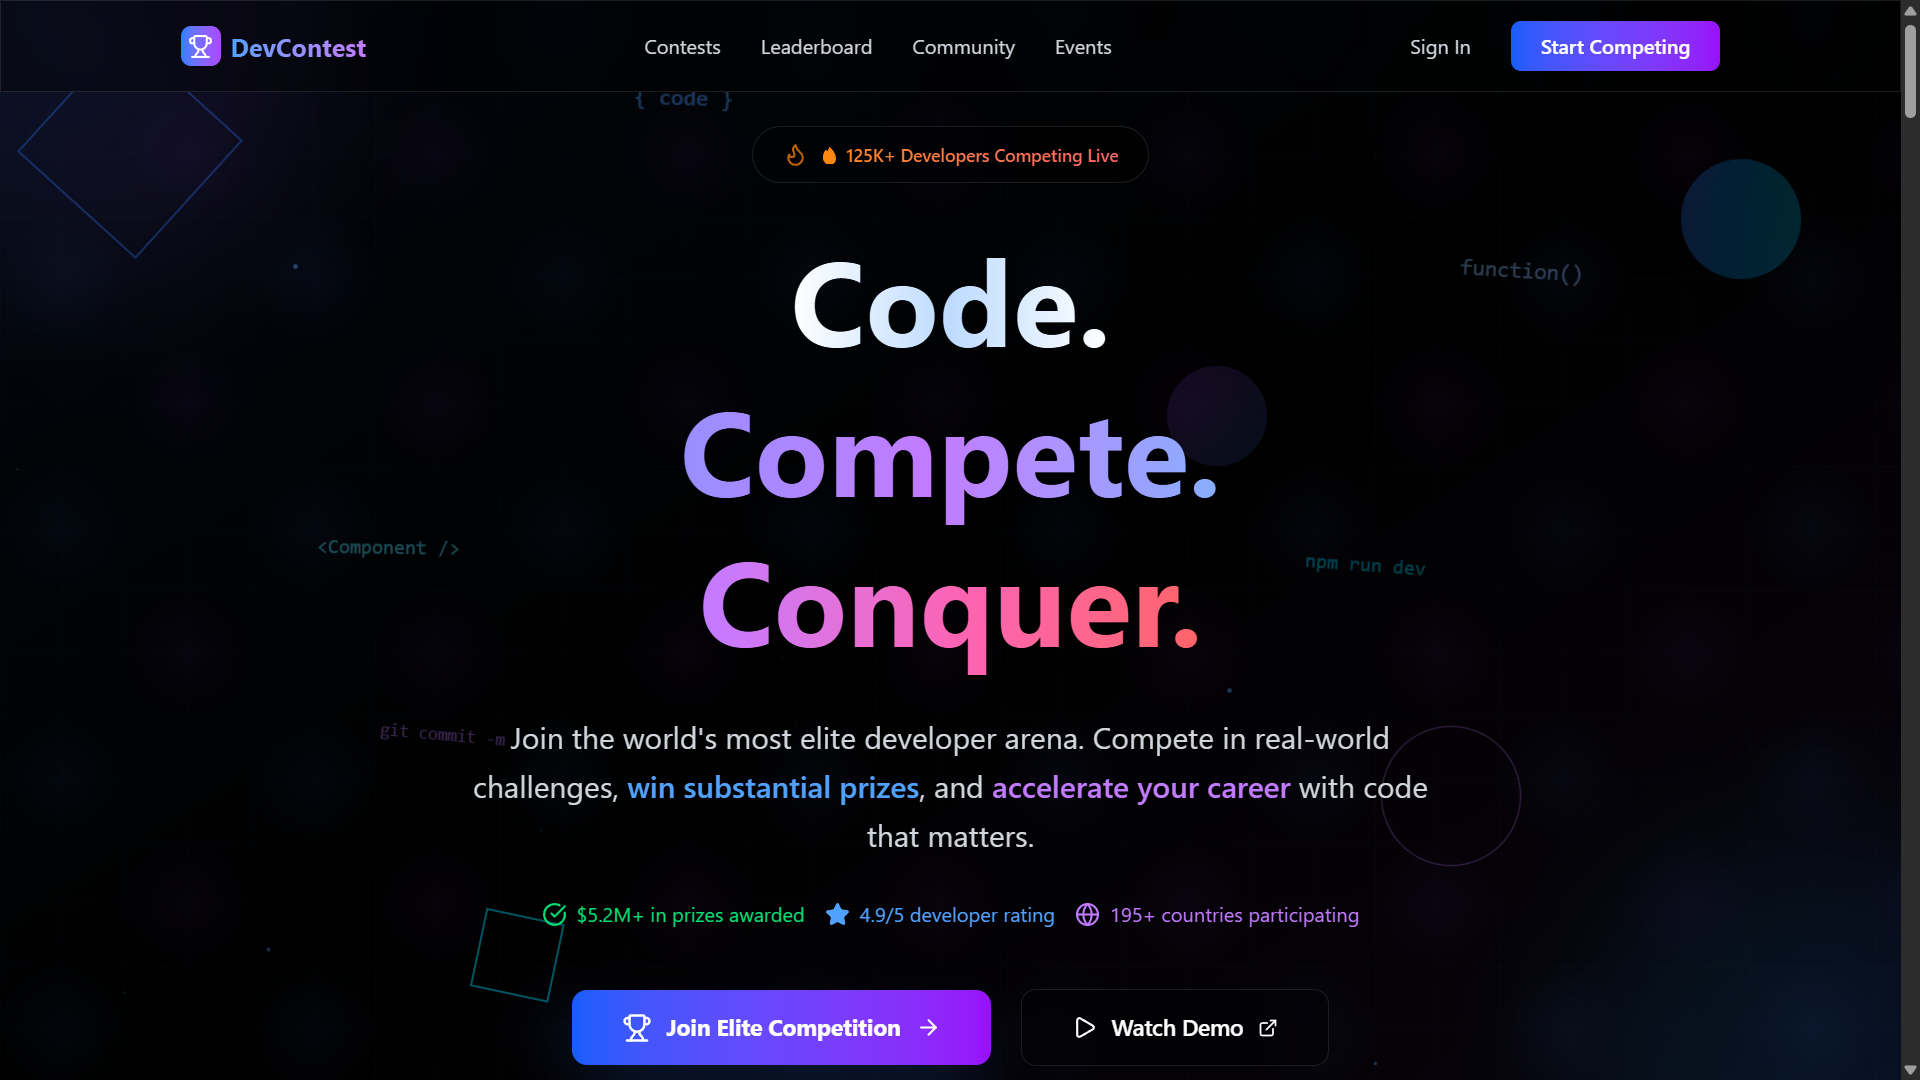 DevContest
Contests
Leaderboard
Community
Events
Sign In
Start Competing
{ code }
🔥 125K+ Developers Competing Live
Code.
function()
Compete.
<Component />
npm run dev
Conquer.
git commit -m
Join the world's most elite developer arena. Compete in real-world
challenges, win substantial prizes, and accelerate your career with code
that matters.
$5.2M+ in prizes awarded
4.9/5 developer rating
195+ countries participating
Join Elite Competition
Watch Demo